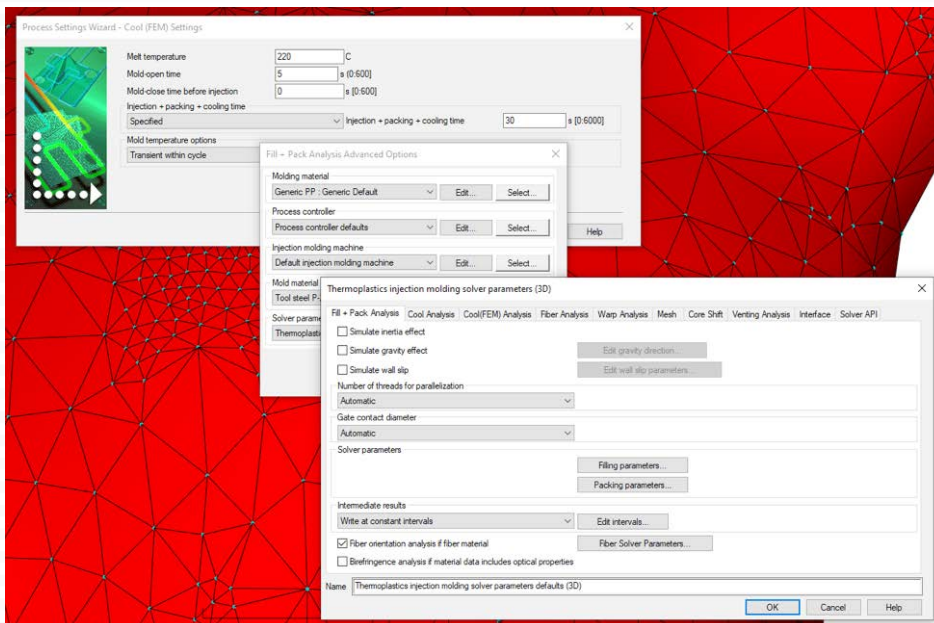 Process Settings Wizard - Cool (FEM) Settings
Melt temperature 220 C
Mold-open time 5 s (0:600]
Mold-close time before injection 0 s [0:600]
Injection + packing + cooling time
Specified Injection + packing + cooling time 30 s [0:6000]
Mold temperature options
Transient within cycle
Help
Fill + Pack Analysis Advanced Options
Molding material
Generic PP : Generic Default Edit... Select...
Process controller
Process controller defaults Edit... Select...
Injection molding machine
Default injection molding machine Edit... Select...
Mold material
Tool steel P-
Solver parame
Thermoplasti
Thermoplastics injection molding solver parameters (3D)
Fill + Pack Analysis Cool Analysis Cool(FEM) Analysis Fiber Analysis Warp Analysis Mesh Core Shift Venting Analysis Interface Solver API
Simulate inertia effect
Simulate gravity effect Edit gravity direction...
Simulate wall slip Edit wall slip parameters...
Number of threads for parallelization
Automatic
Gate contact diameter
Automatic
Solver parameters
Filling parameters...
Packing parameters...
Intermediate results
Write at constant intervals Edit intervals...
Fiber orientation analysis if fiber material Fiber Solver Parameters...
Birefringence analysis if material data includes optical properties
Name Thermoplastics injection molding solver parameters defaults (3D)
OK Cancel Help